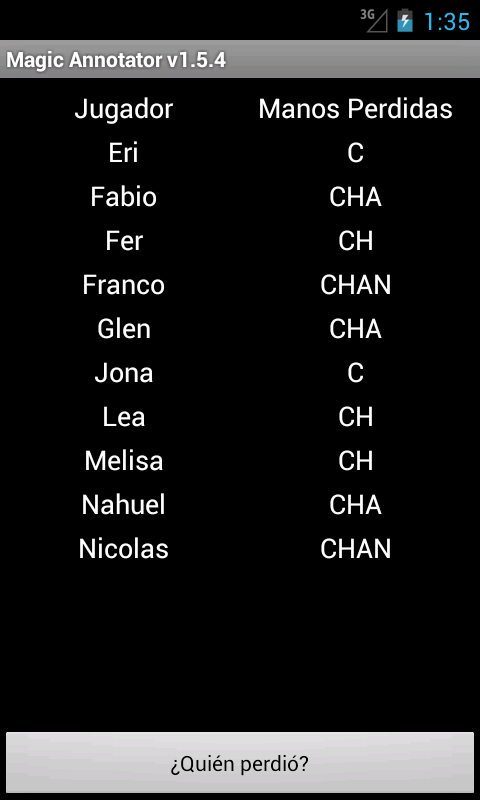 3G 1:35
Magic Annotator v1.5.4
Jugador Manos Perdidas
Eri C
Fabio CHA
Fer CH
Franco CHAN
Glen CHA
Jona C
Lea CH
Melisa CH
Nahuel CHA
Nicolas CHAN
¿Quién perdió?